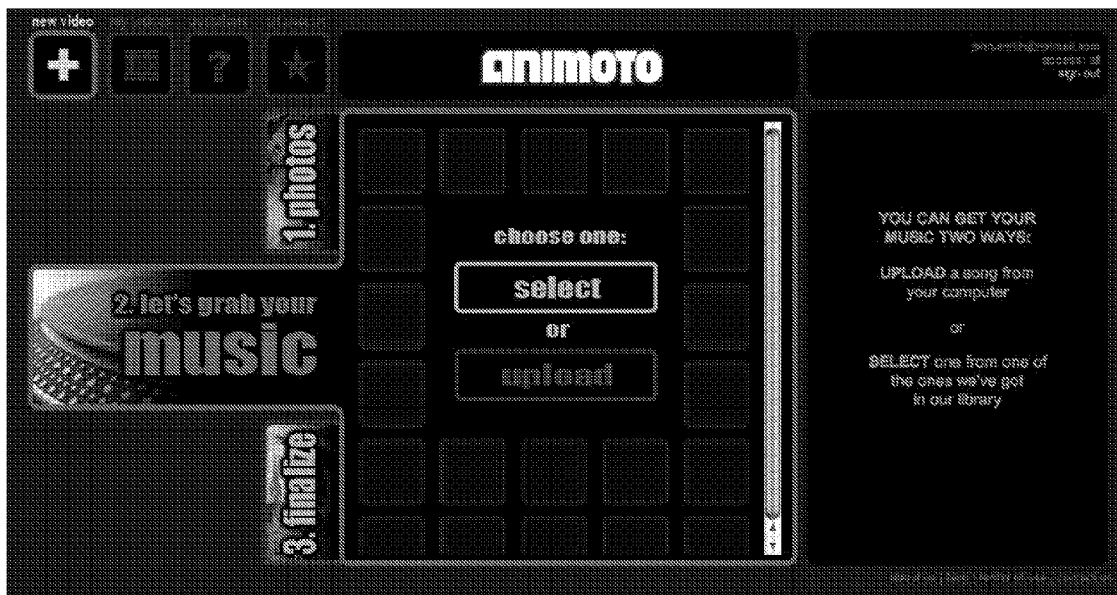 new video
ANIMOTO
sign out
1. photos
choose one:
select
or
upload
2. let's grab your
music
3. finalize
YOU CAN GET YOUR
MUSIC TWO WAYS:
UPLOAD a song from
your computer
or
SELECT one from one of
the ones we've got
in our library